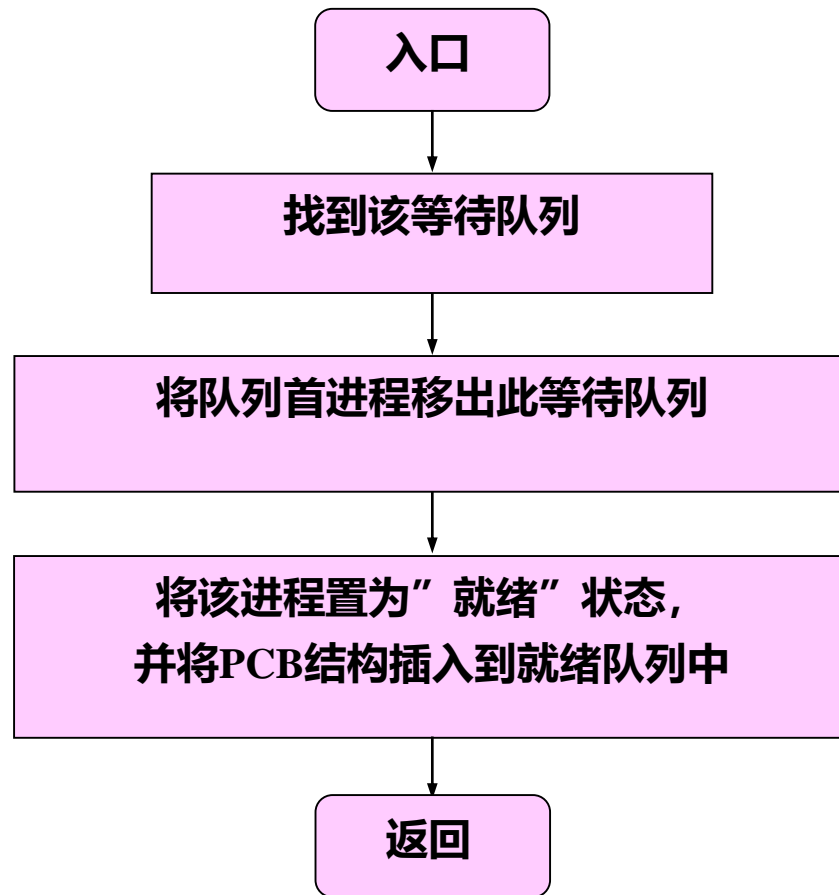 入口
找到该等待队列
将队列首进程移出此等待队列
将该进程置为”就绪”状态，
并将PCB结构插入到就绪队列中
返回